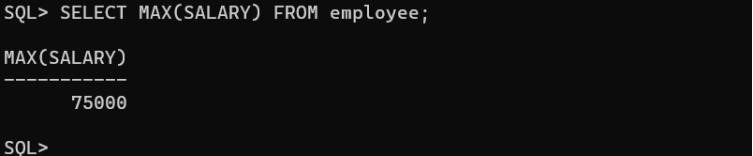 SQL> SELECT MAX(SALARY) FROM employee;
MAX(SALARY)
-----------
75000
SQL>